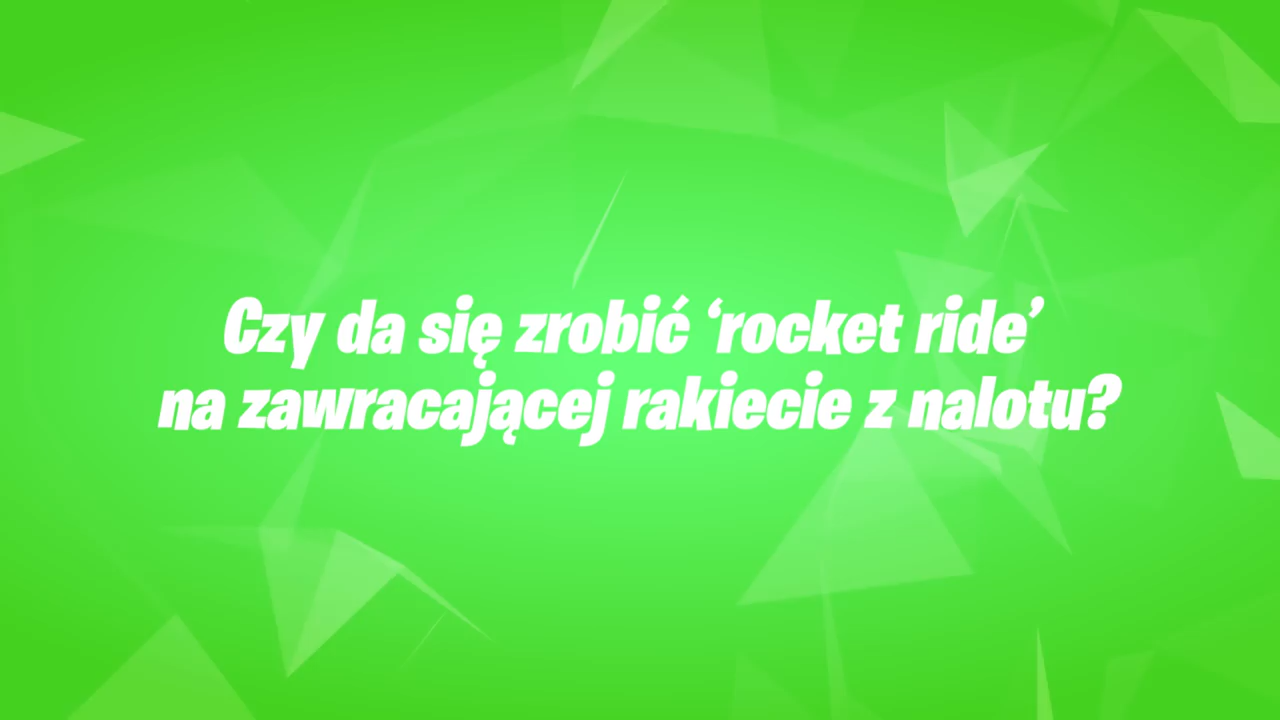 Czy da się zrobić ‘rocket ride’
na zawracającej rakiecie z nalotu?